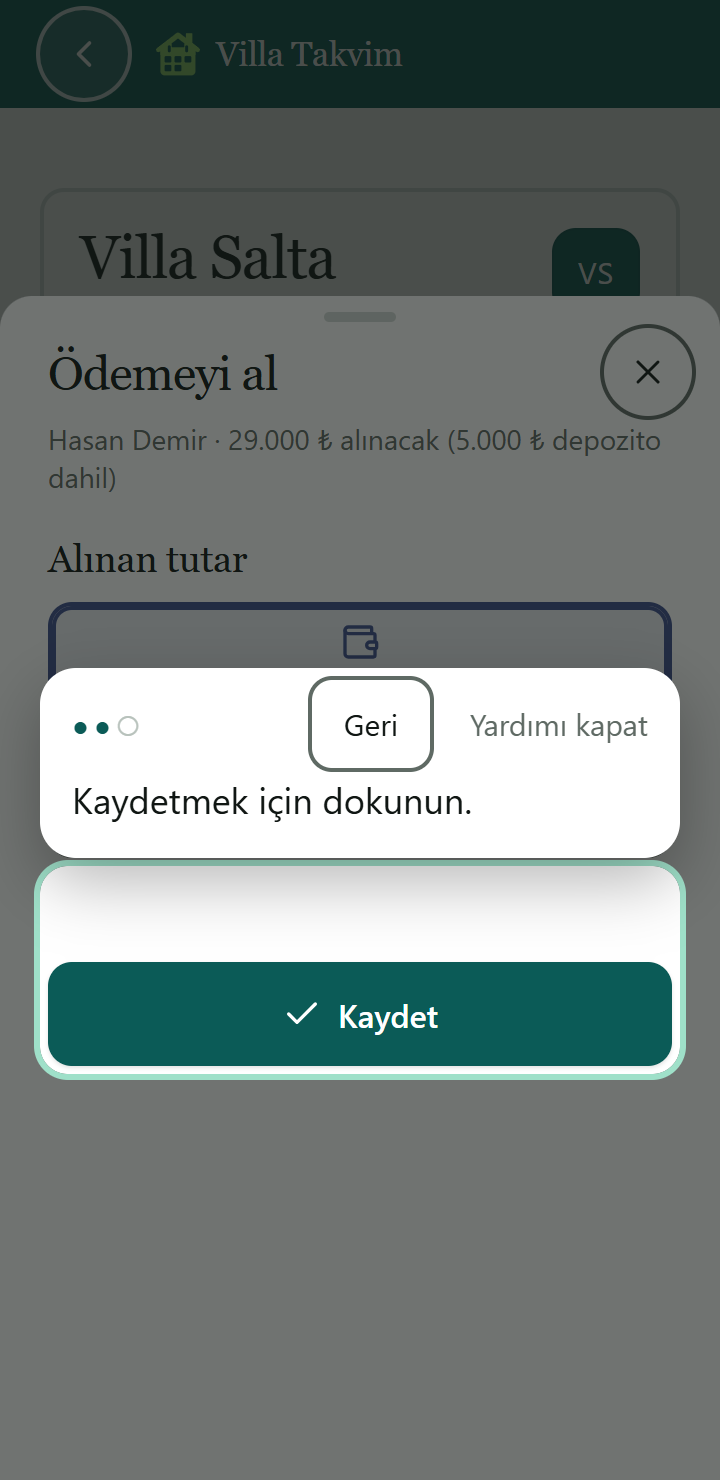 Villa Takvim
Villa Salta
VS
Ödemeyi al
Hasan Demir · 29.000 ₺ alınacak (5.000 ₺ depozito
dahil)
Alınan tutar
Geri
Yardımı kapat
Kaydetmek için dokunun.
Kaydet